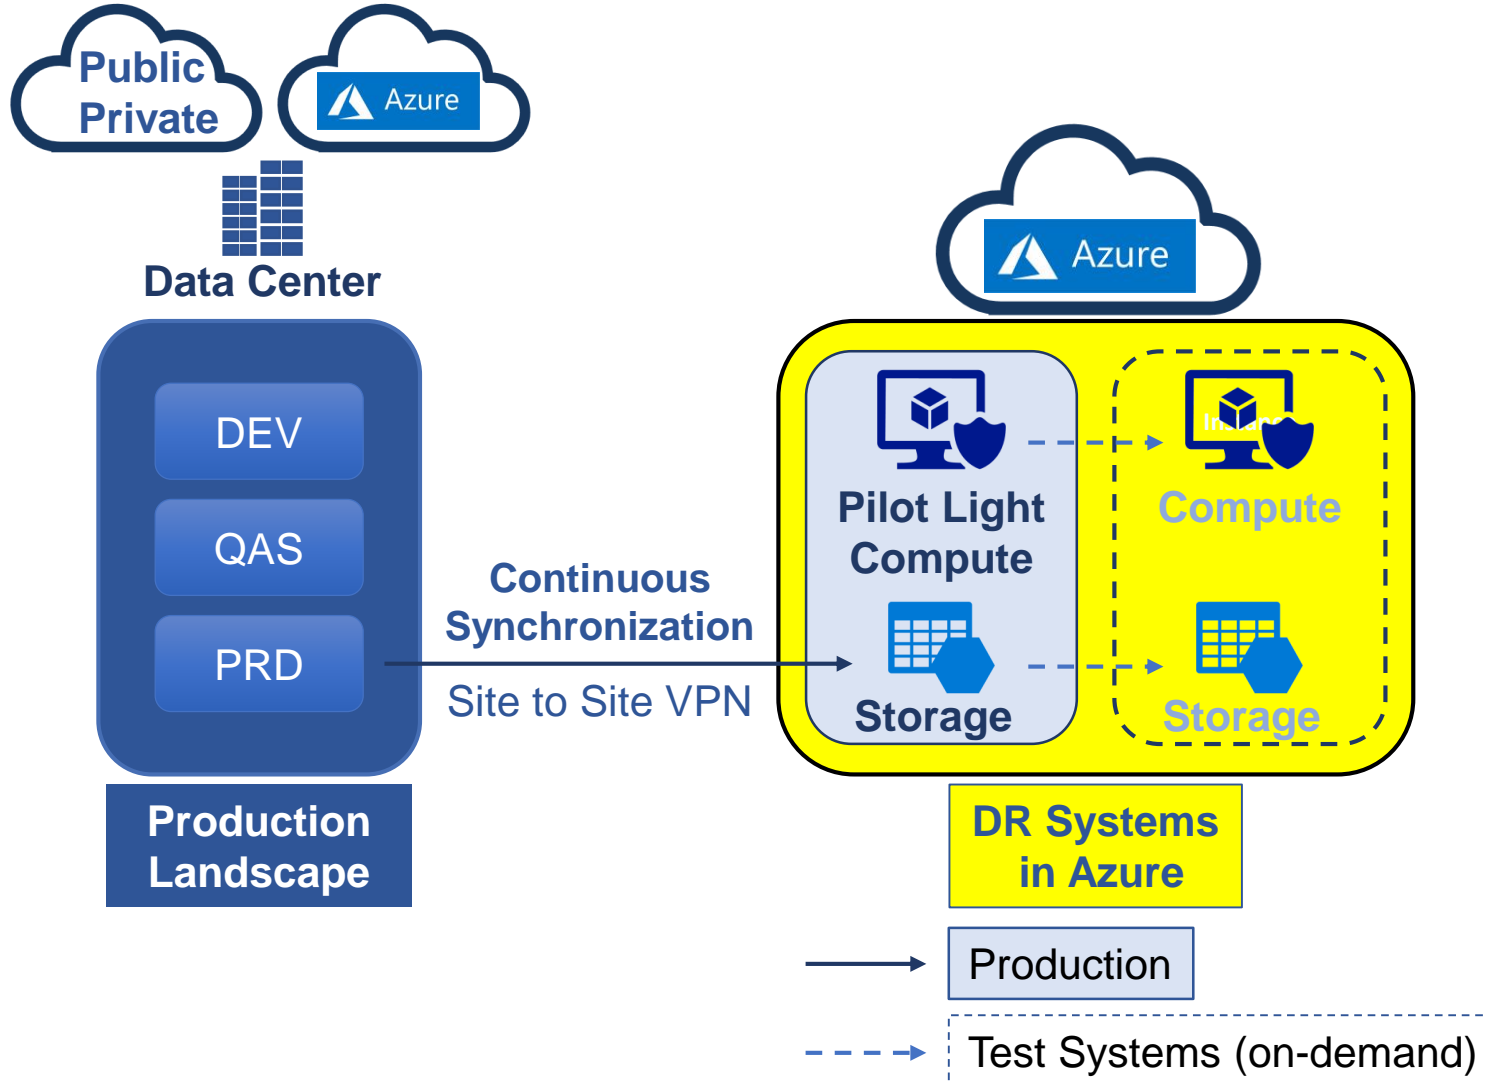 Public
Private
Azure
Data Center
DEV
QAS
PRD
Production
Landscape
Continuous
Synchronization
Site to Site VPN
Azure
Pilot Light
Compute
Storage
Compute
Storage
DR Systems
in Azure
Production
Test Systems (on-demand)